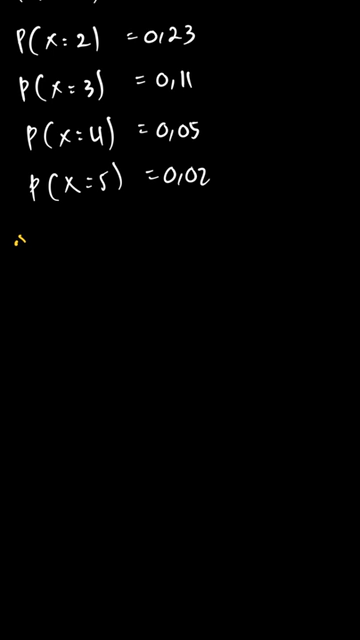 P(X=2) =0,23
P(x=3) =0,11
P(x=4) =0,05
P(X=5) =0,02